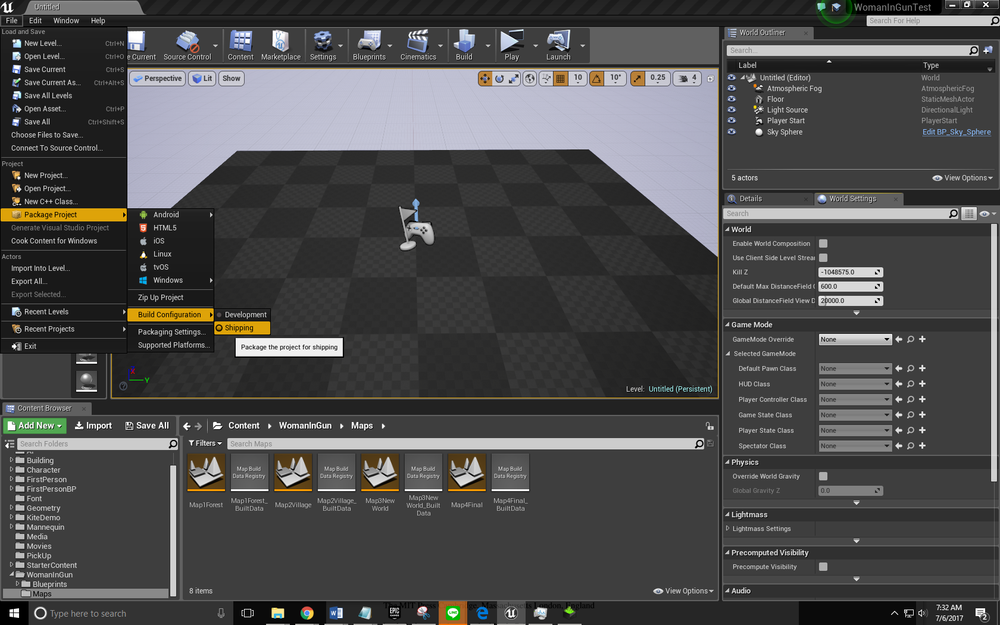 Untitled
WomanInGunTest
File Edit Window Help
Search For Help
Load and Save
New Level... Ctrl+N
Open Level... Ctrl+O
Save Current Ctrl+S
Save Current As... Ctrl+Alt+S
Save All Levels
Open Asset... Ctrl+P
Save All Ctrl+Shift+S
Choose Files to Save...
Connect To Source Control...
Project
New Project...
Open Project...
New C++ Class...
Package Project
Generate Visual Studio Project
Cook Content for Windows
Actors
Import Into Level...
Export All...
Export Selected...
Recent Levels
Recent Projects
Exit
Android
HTML5
iOS
Linux
tvOS
Windows
Zip Up Project
Build Configuration
Packaging Settings...
Supported Platforms...
Development
Shipping
Package the project for shipping
e Current Source Control Content Marketplace Settings Blueprints Cinematics Build Play Launch
Perspective Lit Show
10 10° 0.25 4
X
Y
Level: Untitled (Persistent)
World Outliner
Search...
Label Type
Untitled (Editor) World
Atmospheric Fog AtmosphericFog
Floor StaticMeshActor
Light Source DirectionalLight
Player Start PlayerStart
Sky Sphere Edit BP_Sky_Sphere
5 actors View Options
Details World Settings
Search
World
Enable World Composition
Use Client Side Level Strear
Kill Z -1048575.0
Default Max DistanceField 600.0
Global DistanceField View D 20000.0
Game Mode
GameMode Override None
Selected GameMode
Default Pawn Class None
HUD Class None
Player Controller Class None
Game State Class None
Player State Class None
Spectator Class None
Physics
Override World Gravity
Global Gravity Z 0.0
Lightmass
Lightmass Settings
Precomputed Visibility
Precompute Visibility
Audio
Content Browser
Add New Import Save All Content WomanInGun Maps
Search Folders
Building
Character
FirstPerson
FirstPersonBP
Font
Geometry
KiteDemo
Mannequin
Media
Movies
PickUp
StarterContent
WomanInGun
Blueprints
Maps
Filters Search Maps
Map Build Data Registry
Map Build Data Registry
Map Build Data Registry
Map Build Data Registry
Map1Forest
Map1Forest_BuiltData
Map2Village
Map2Village_BuiltData
Map3New World
Map3New World_Built Data
Map4Final
Map4Final_BuiltData
8 items View Options
Type here to search
EPIC GAMES
LINE
The MIT Press Cambridge, Massachusetts London, England
7:32 AM
7/6/2017
2